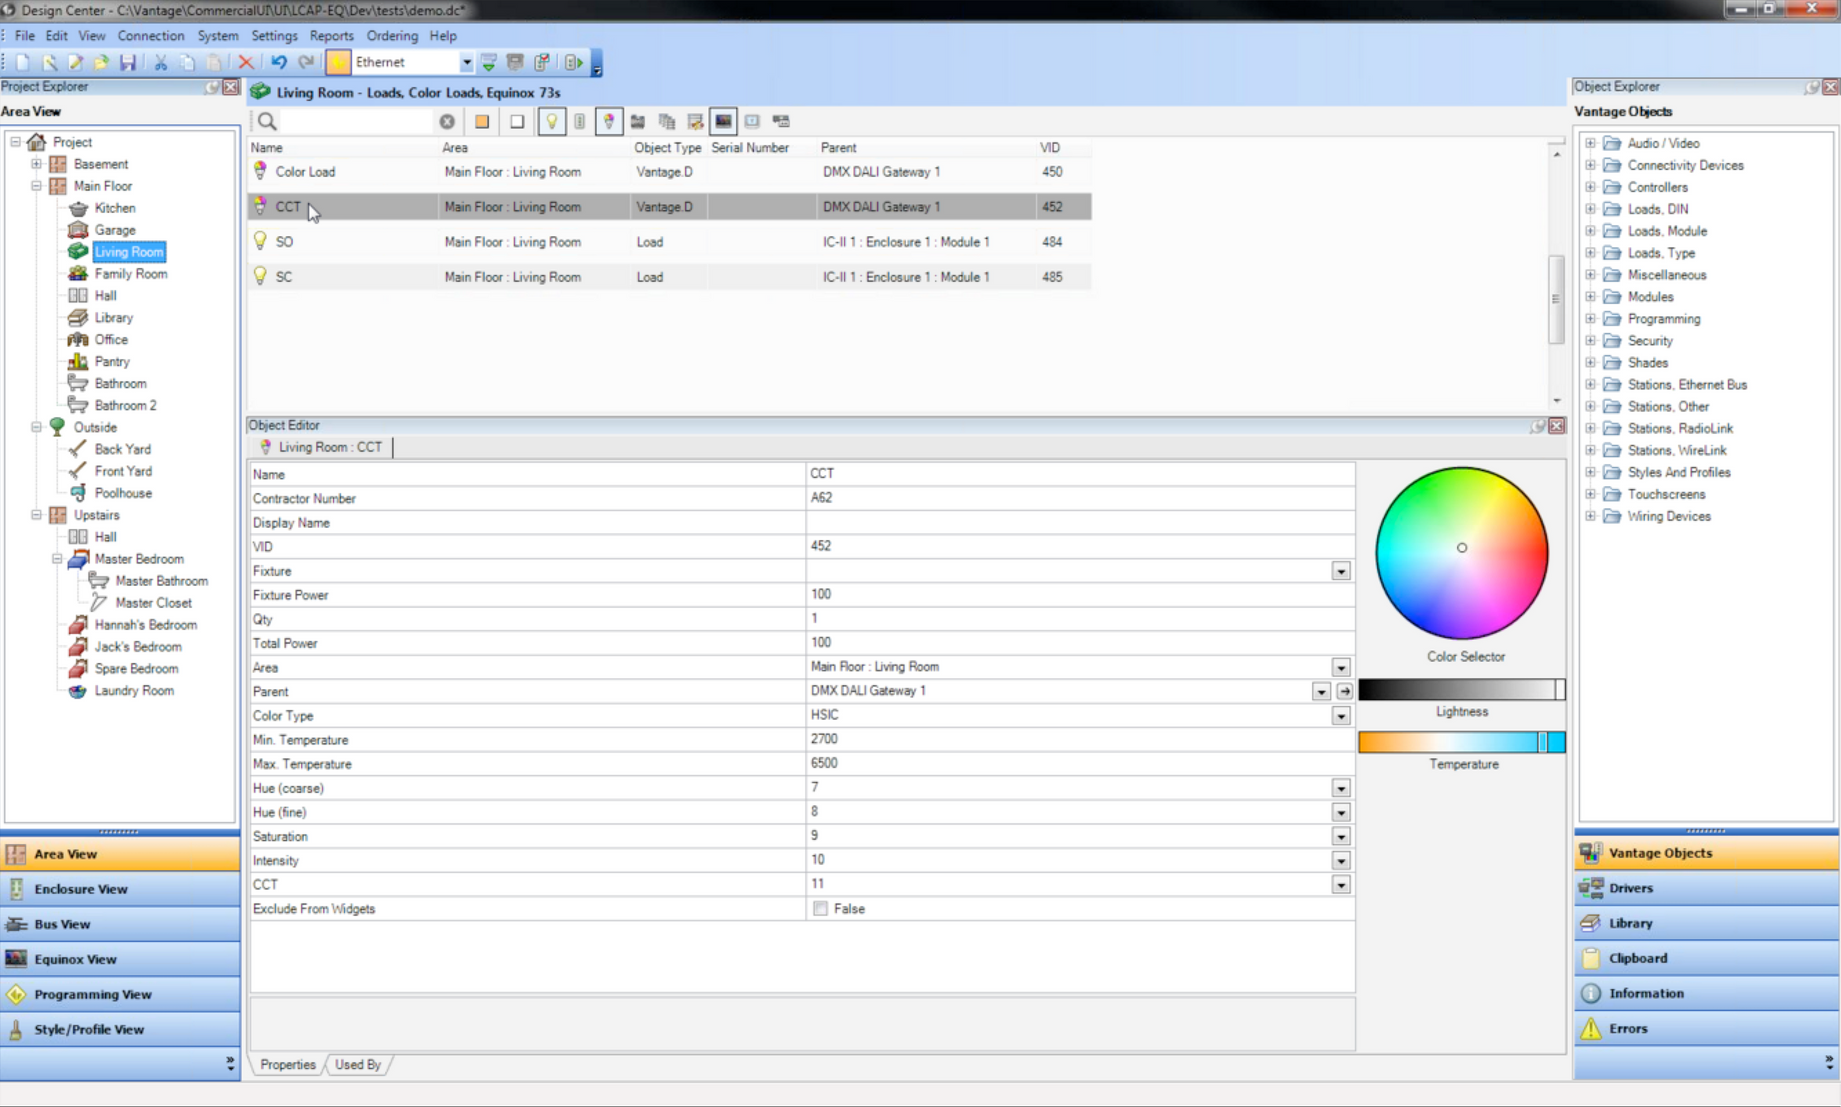 Design Center - C:\Vantage\CommercialUI\UI\LCAP-EQ\Dev\tests\demo.dc*
File Edit View Connection System Settings Reports Ordering Help
Ethernet
Project Explorer
Area View
Project
Basement
Main Floor
Kitchen
Garage
Living Room
Family Room
Hall
Library
Office
Pantry
Bathroom
Bathroom 2
Outside
Back Yard
Front Yard
Poolhouse
Upstairs
Hall
Master Bedroom
Master Bathroom
Master Closet
Hannah's Bedroom
Jack's Bedroom
Spare Bedroom
Laundry Room
Area View
Enclosure View
Bus View
Equinox View
Programming View
Style/Profile View
Living Room - Loads, Color Loads, Equinox 73s
Name Area Object Type Serial Number Parent VID
Color Load Main Floor : Living Room Vantage.D DMX DALI Gateway 1 450
CCT Main Floor : Living Room Vantage.D DMX DALI Gateway 1 452
SO Main Floor : Living Room Load IC-II 1 : Enclosure 1 : Module 1 484
SC Main Floor : Living Room Load IC-II 1 : Enclosure 1 : Module 1 485
Object Editor
Living Room : CCT
Name CCT
Contractor Number A62
Display Name
VID 452
Fixture
Fixture Power 100
Qty 1
Total Power 100
Area Main Floor : Living Room
Parent DMX DALI Gateway 1
Color Type HSIC
Min. Temperature 2700
Max. Temperature 6500
Hue (coarse) 7
Hue (fine) 8
Saturation 9
Intensity 10
CCT 11
Exclude From Widgets False
Color Selector
Lightness
Temperature
Properties Used By
Object Explorer
Vantage Objects
Audio / Video
Connectivity Devices
Controllers
Loads, DIN
Loads, Module
Loads, Type
Miscellaneous
Modules
Programming
Security
Shades
Stations, Ethernet Bus
Stations, Other
Stations, RadioLink
Stations, WireLink
Styles And Profiles
Touchscreens
Wiring Devices
Vantage Objects
Drivers
Library
Clipboard
Information
Errors